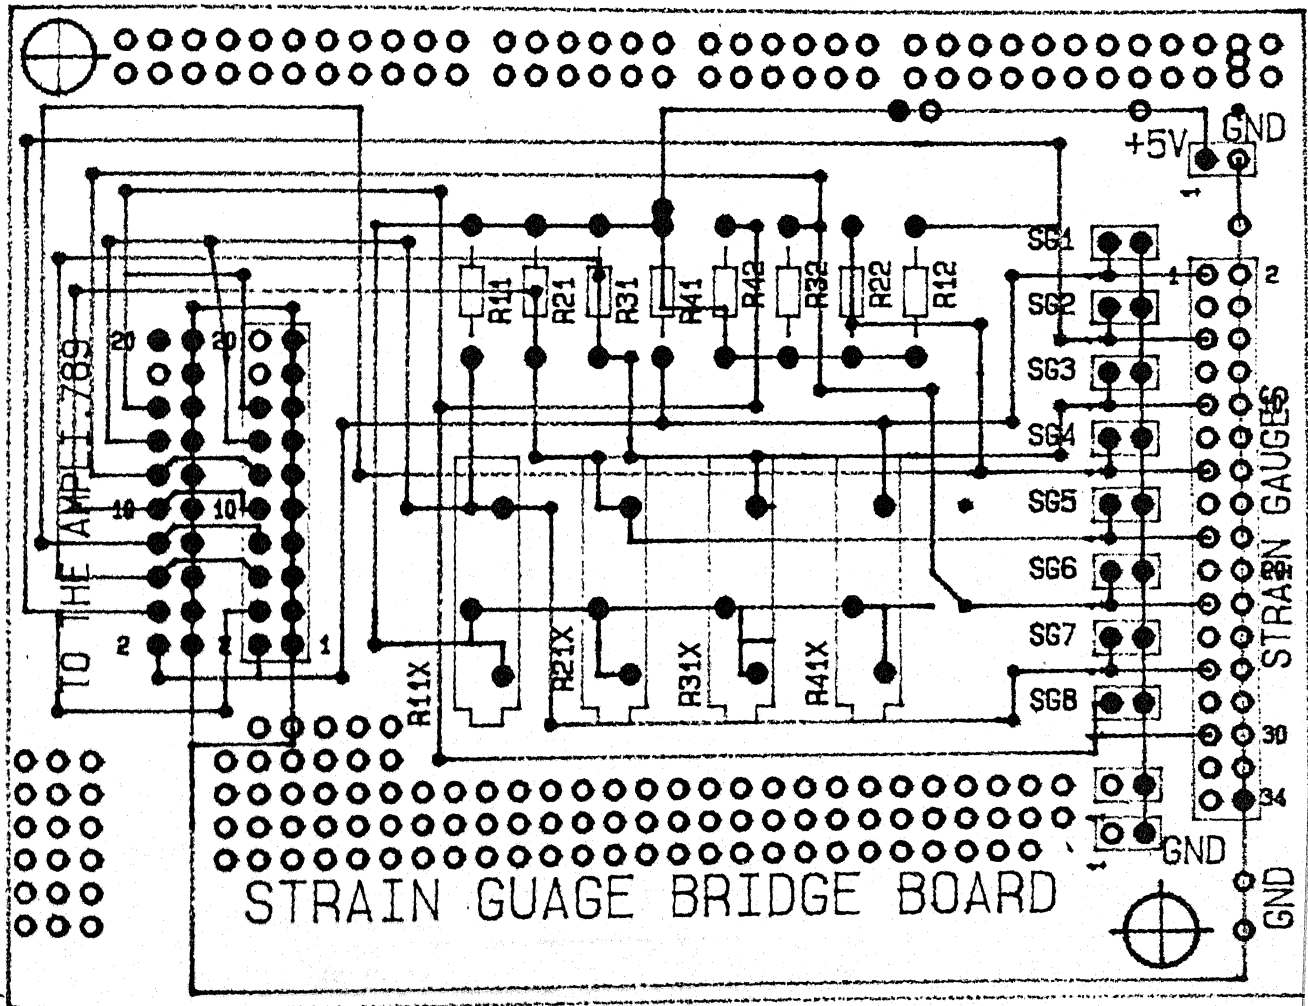 GND
+5V
1
SG1
1 2
R11 R21 R31 R41 R42 R32 R22 R12
SG2
20 20
SG3
SG4
SG5
10 10
SG6
SG7
2 2 1
SG8
R11X R21X R31X R41X
30
34
TO THE AMPEI.789
STRAIN GAUGES
1
GND
GND
STRAIN GUAGE BRIDGE BOARD